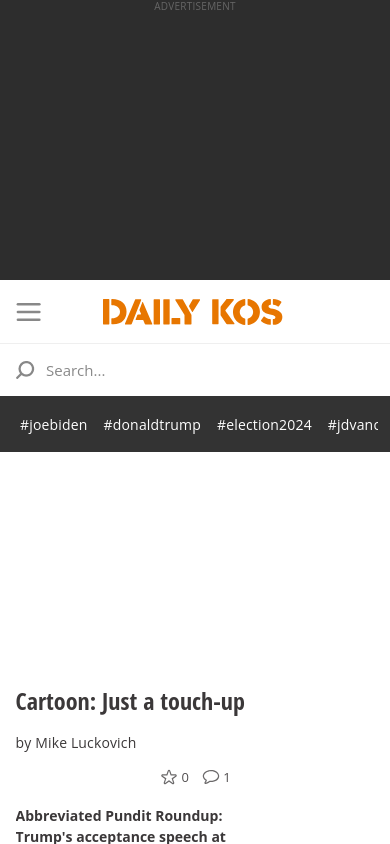 ADVERTISEMENT
DAILY KOS
Search...
#joebiden #donaldtrump #election2024 #jdvanc
Cartoon: Just a touch-up
by Mike Luckovich
0 1
Abbreviated Pundit Roundup:
Trump's acceptance speech at